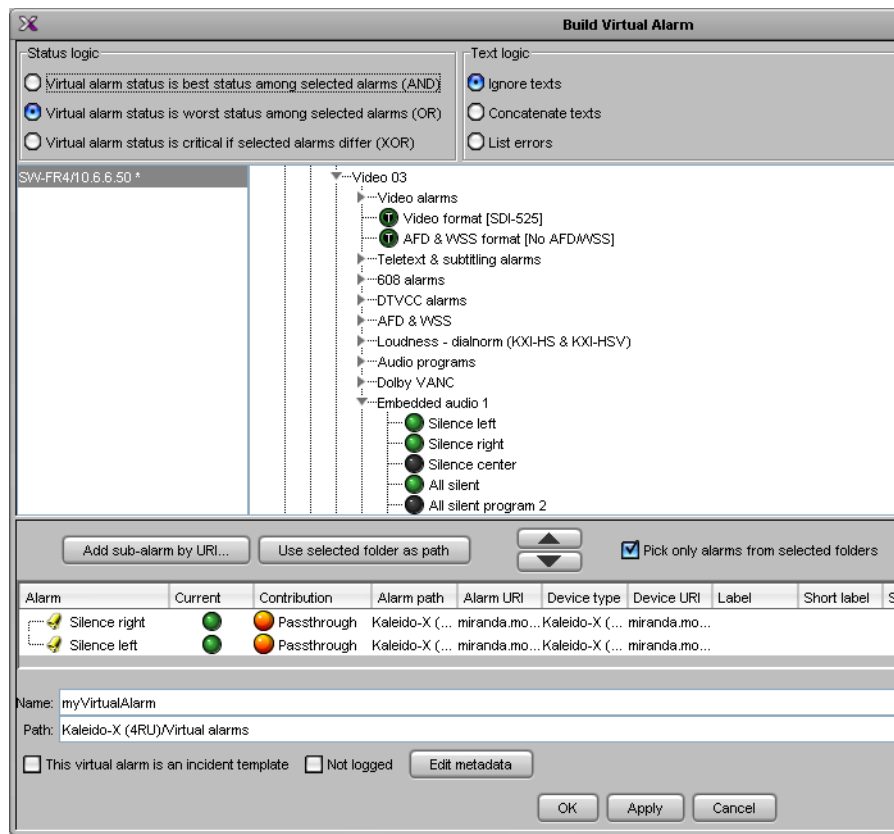 Build Virtual Alarm
Status logic
Virtual alarm status is best status among selected alarms (AND)
Virtual alarm status is worst status among selected alarms (OR)
Virtual alarm status is critical if selected alarms differ (XOR)
Text logic
Ignore texts
Concatenate texts
List errors
SW-FR4/10.6.6.50 *
Video 03
Video alarms
T Video format [SDI-525]
T AFD & WSS format [No AFD/WSS]
Teletext & subtitling alarms
608 alarms
DTVCC alarms
AFD & WSS
Loudness - dialnorm (KXI-HS & KXI-HSV)
Audio programs
Dolby VANC
Embedded audio 1
Silence left
Silence right
Silence center
All silent
All silent program 2
Add sub-alarm by URI... Use selected folder as path Pick only alarms from selected folders
Alarm Current Contribution Alarm path Alarm URI Device type Device URI Label Short label S
Silence right Passthrough Kaleido-X (... miranda.mo... Kaleido-X (... miranda.mo...
Silence left Passthrough Kaleido-X (... miranda.mo... Kaleido-X (... miranda.mo...
Name: myVirtualAlarm
Path: Kaleido-X (4RU)/Virtual alarms
This virtual alarm is an incident template Not logged Edit metadata
OK Apply Cancel